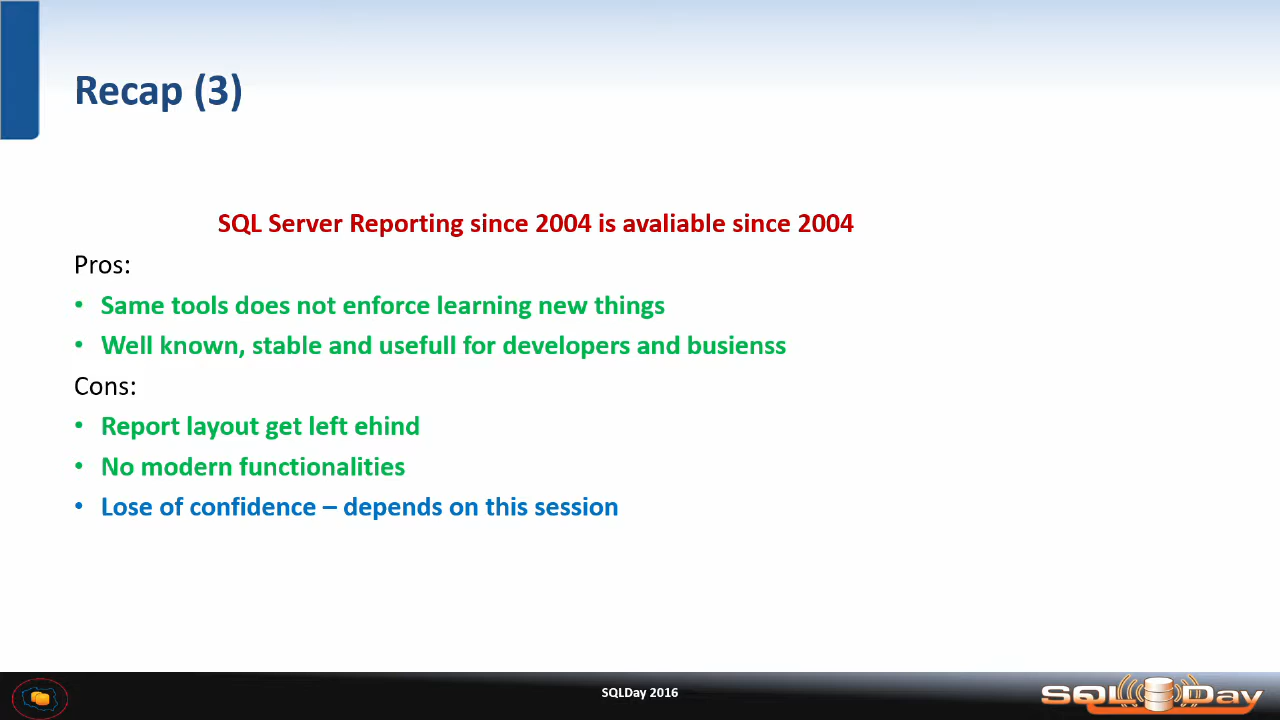 Recap (3)
SQL Server Reporting since 2004 is avaliable since 2004
Pros:
• Same tools does not enforce learning new things
• Well known, stable and usefull for developers and busienss
Cons:
• Report layout get left ehind
• No modern functionalities
• Lose of confidence – depends on this session
SQLDay 2016
SQL Day